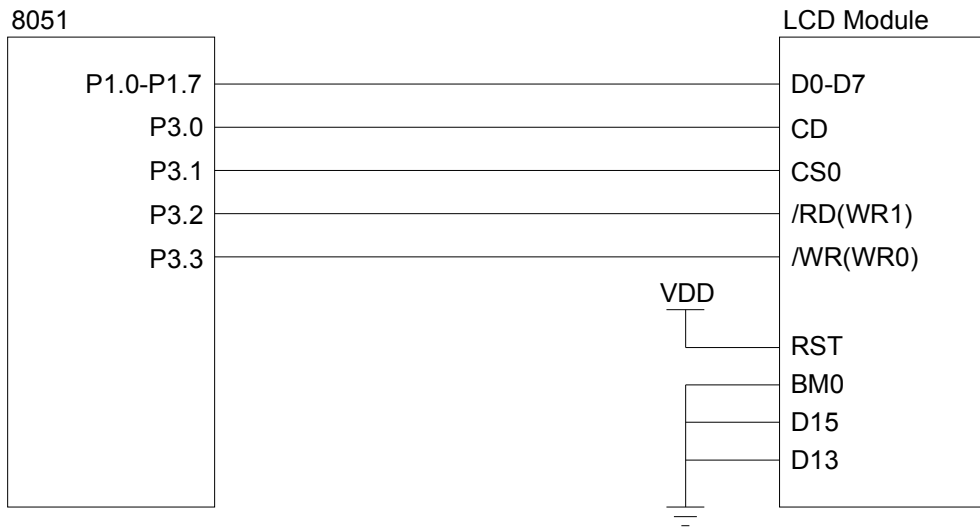 8051 LCD Module
P1.0-P1.7 D0-D7
P3.0 CD
P3.1 CS0
P3.2 /RD(WR1)
P3.3 /WR(WR0)
VDD
RST
BM0
D15
D13